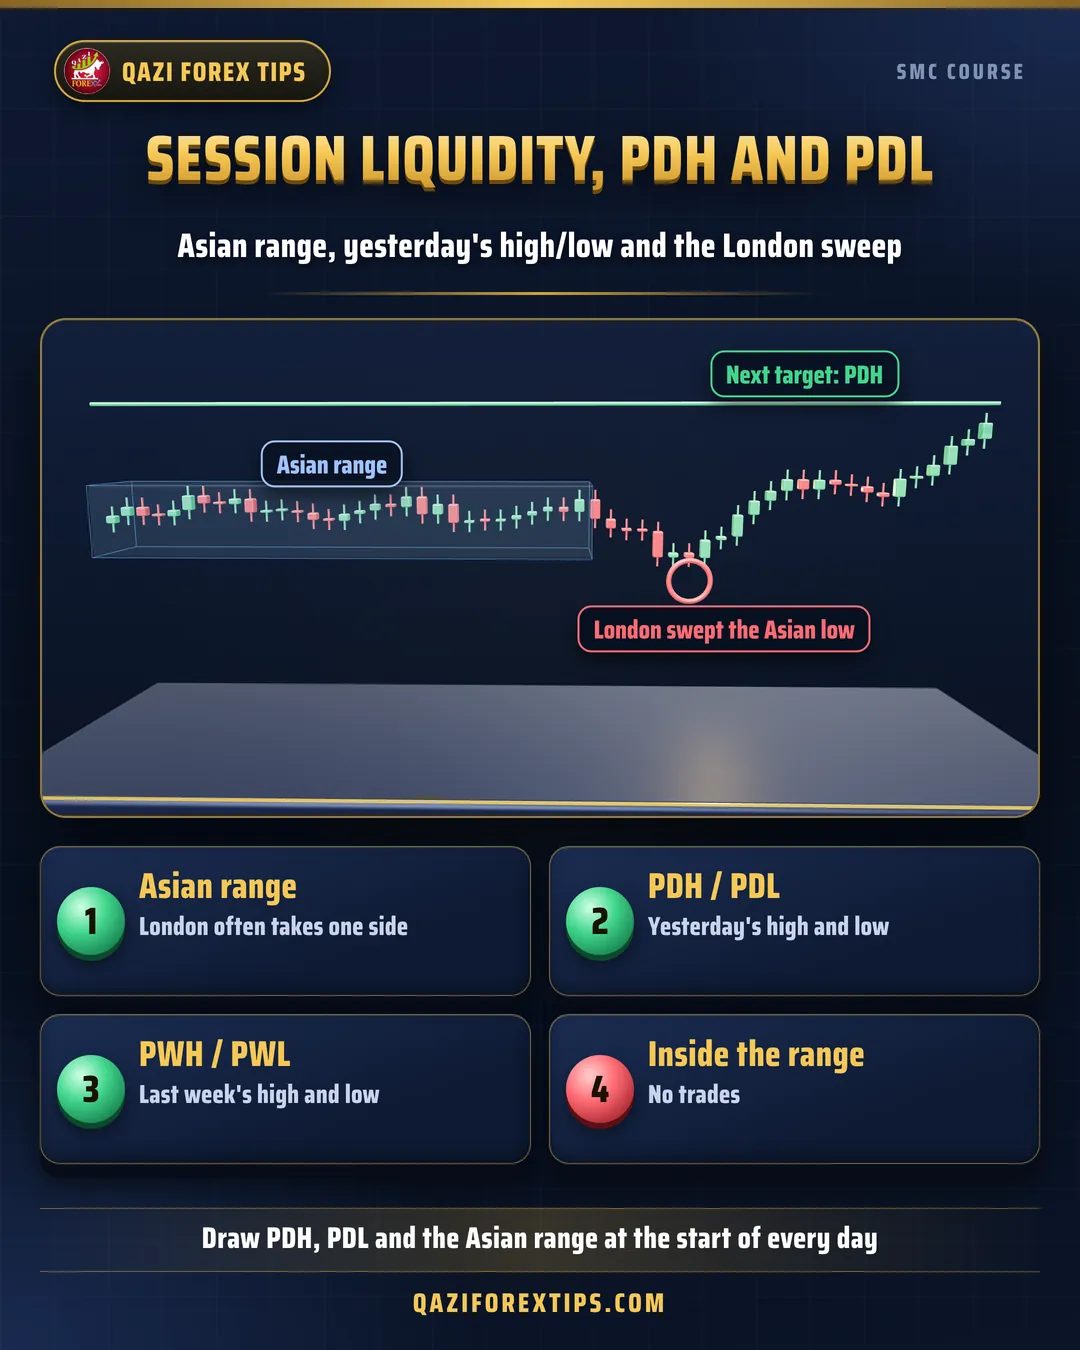 QAZI FOREX TIPS
SMC COURSE
SESSION LIQUIDITY, PDH AND PDL
Asian range, yesterday's high/low and the London sweep
Next target: PDH
Asian range
London swept the Asian low
1
Asian range
London often takes one side
2
PDH / PDL
Yesterday's high and low
3
PWH / PWL
Last week's high and low
4
Inside the range
No trades
Draw PDH, PDL and the Asian range at the start of every day
QAZIFOREXTIPS.COM